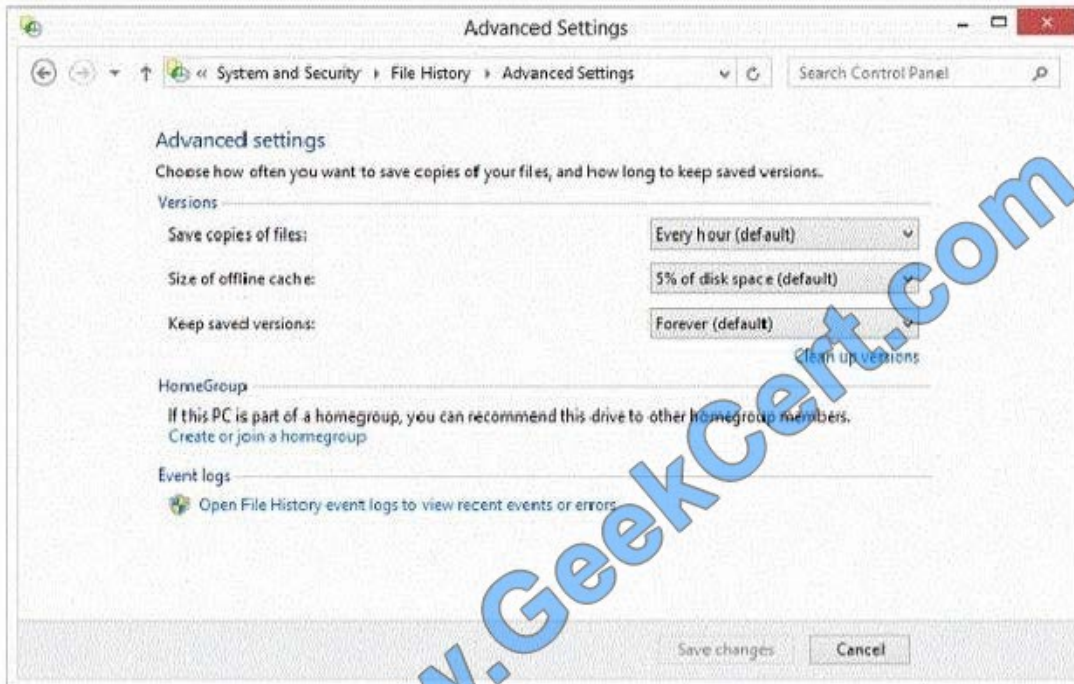 Advanced Settings
« System and Security ▸ File History ▸ Advanced Settings
Search Control Panel
Advanced settings
Choose how often you want to save copies of your files, and how long to keep saved versions.
Versions
Save copies of files: Every hour (default)
Size of offline cache: 5% of disk space (default)
Keep saved versions: Forever (default)
Clean up versions
HomeGroup
If this PC is part of a homegroup, you can recommend this drive to other homegroup members.
Create or join a homegroup
Event logs
Open File History event logs to view recent events or errors
Save changes Cancel
w.GeekCert.com